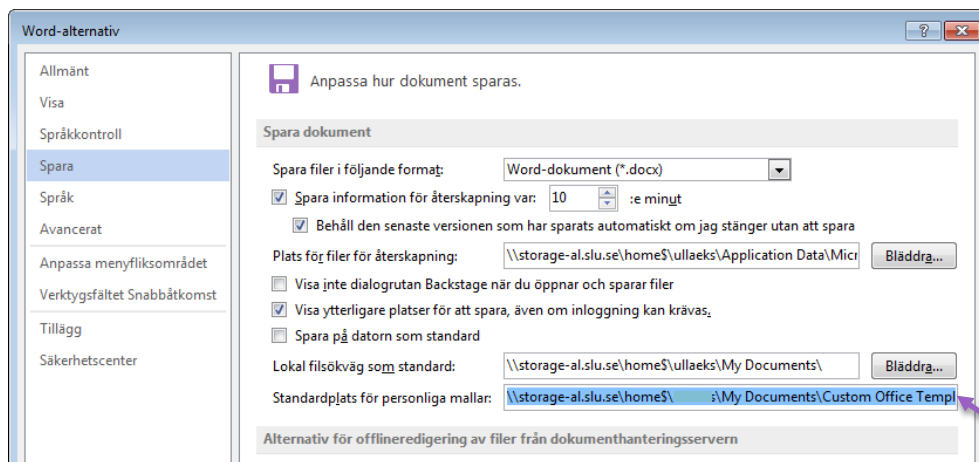 Word-alternativ
Allmänt
Visa
Språkkontroll
Spara
Språk
Avancerat
Anpassa menyfliksområdet
Verktygsfältet Snabbåtkomst
Tillägg
Säkerhetscenter
Anpassa hur dokument sparas.
Spara dokument
Spara filer i följande format: Word-dokument (*.docx)
Spara information för återskapning var: 10 :e minut
Behåll den senaste versionen som har sparats automatiskt om jag stänger utan att spara
Plats för filer för återskapning: \\storage-al.slu.se\home$\ullaeks\Application Data\Micr Bläddra...
Visa inte dialogrutan Backstage när du öppnar och sparar filer
Visa ytterligare platser för att spara, även om inloggning kan krävas.
Spara på datorn som standard
Lokal filsökväg som standard: \\storage-al.slu.se\home$\ullaeks\My Documents\ Bläddra...
Standardplats för personliga mallar: \\storage-al.slu.se\home$\ s\My Documents\Custom Office Templ
Alternativ för offlineredigering av filer från dokumenthanteringsservern